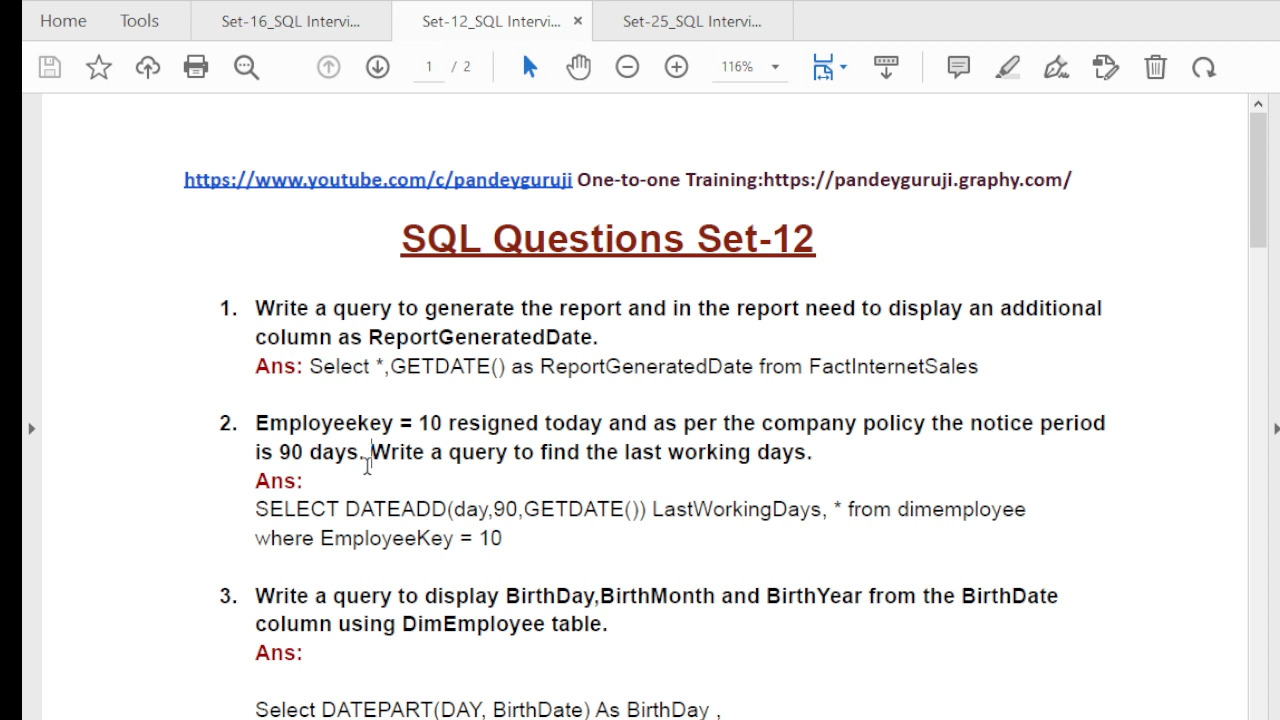 Home Tools Set-16_SQL Intervi... Set-12_SQL Intervi... × Set-25_SQL Intervi...
1 / 2 116%
https://www.youtube.com/c/pandeyguruji One-to-one Training:https://pandeyguruji.graphy.com/
SQL Questions Set-12
1. Write a query to generate the report and in the report need to display an additional
column as ReportGeneratedDate.
Ans: Select *,GETDATE() as ReportGeneratedDate from FactInternetSales
2. Employeekey = 10 resigned today and as per the company policy the notice period
is 90 days. Write a query to find the last working days.
Ans:
SELECT DATEADD(day,90,GETDATE()) LastWorkingDays, * from dimemployee
where EmployeeKey = 10
3. Write a query to display BirthDay,BirthMonth and BirthYear from the BirthDate
column using DimEmployee table.
Ans:
Select DATEPART(DAY, BirthDate) As BirthDay ,